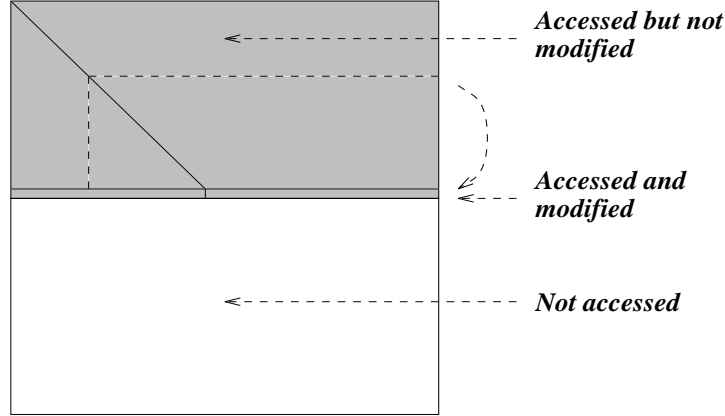 Accessed but not
modified
Accessed and
modified
Not accessed